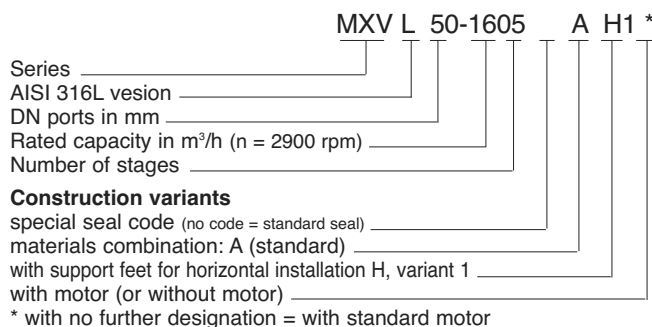 MXV L 50-1605 A H1 *
Series
AISI 316L vesion
DN ports in mm
Rated capacity in m³/h (n = 2900 rpm)
Number of stages
Construction variants
special seal code (no code = standard seal)
materials combination: A (standard)
with support feet for horizontal installation H, variant 1
with motor (or without motor)
* with no further designation = with standard motor